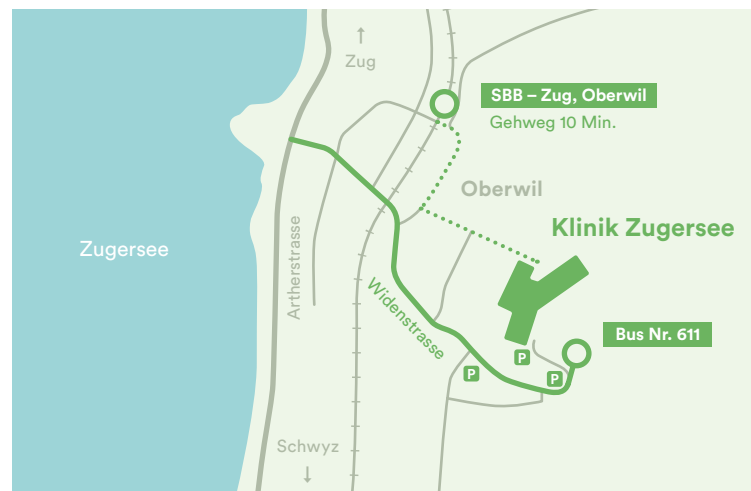 ↑
Zug
SBB – Zug, Oberwil
Gehweg 10 Min.
Oberwil
Klinik Zugersee
Zugersee
Artherstrasse
Widenstrasse
Bus Nr. 611
P
P
P
Schwyz
↓